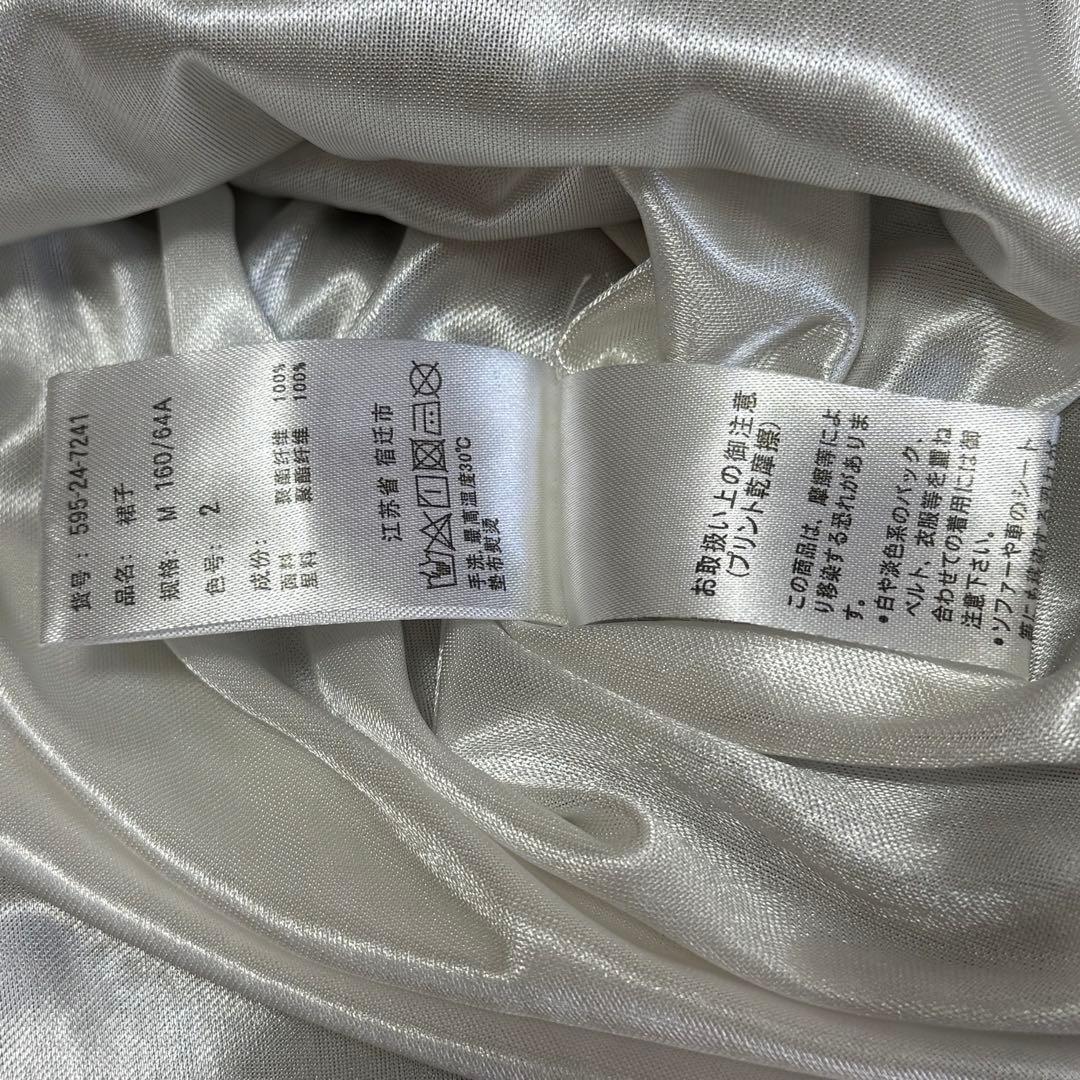 货号: 595-24-7241
品名: 裙子
规格: M 160/64A
色号: 2
成份:
面料 聚酯纤维 100%
里料 聚酯纤维 100%
江苏省 宿迁市
手洗,最高温度30℃
垫布熨烫
お取扱い上の御注意
(プリント乾摩擦)
この商品は、摩擦等によ
り移染する恐れがありま
す。
•白や淡色系のバック、
ベルト、衣服等を重ね
合わせての着用には御
注意下さい。
•ソファーや車のシート